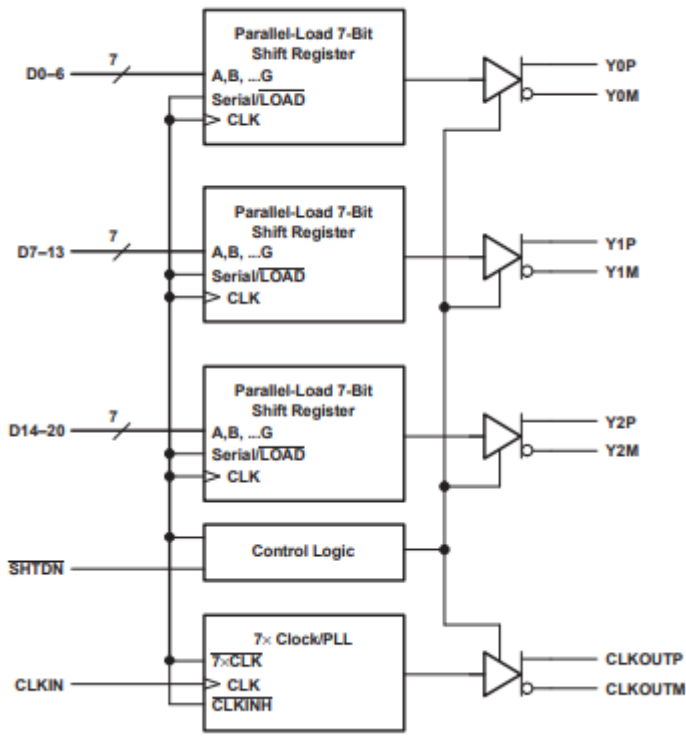 Parallel-Load 7-Bit
Shift Register
7
D0–6
A,B, ...G
Serial/LOAD
CLK
Y0P
Y0M
Parallel-Load 7-Bit
Shift Register
7
D7–13
A,B, ...G
Serial/LOAD
CLK
Y1P
Y1M
Parallel-Load 7-Bit
Shift Register
7
D14–20
A,B, ...G
Serial/LOAD
CLK
Y2P
Y2M
Control Logic
SHTDN
7× Clock/PLL
7×CLK
CLKIN
CLK
CLKINH
CLKOUTP
CLKOUTM